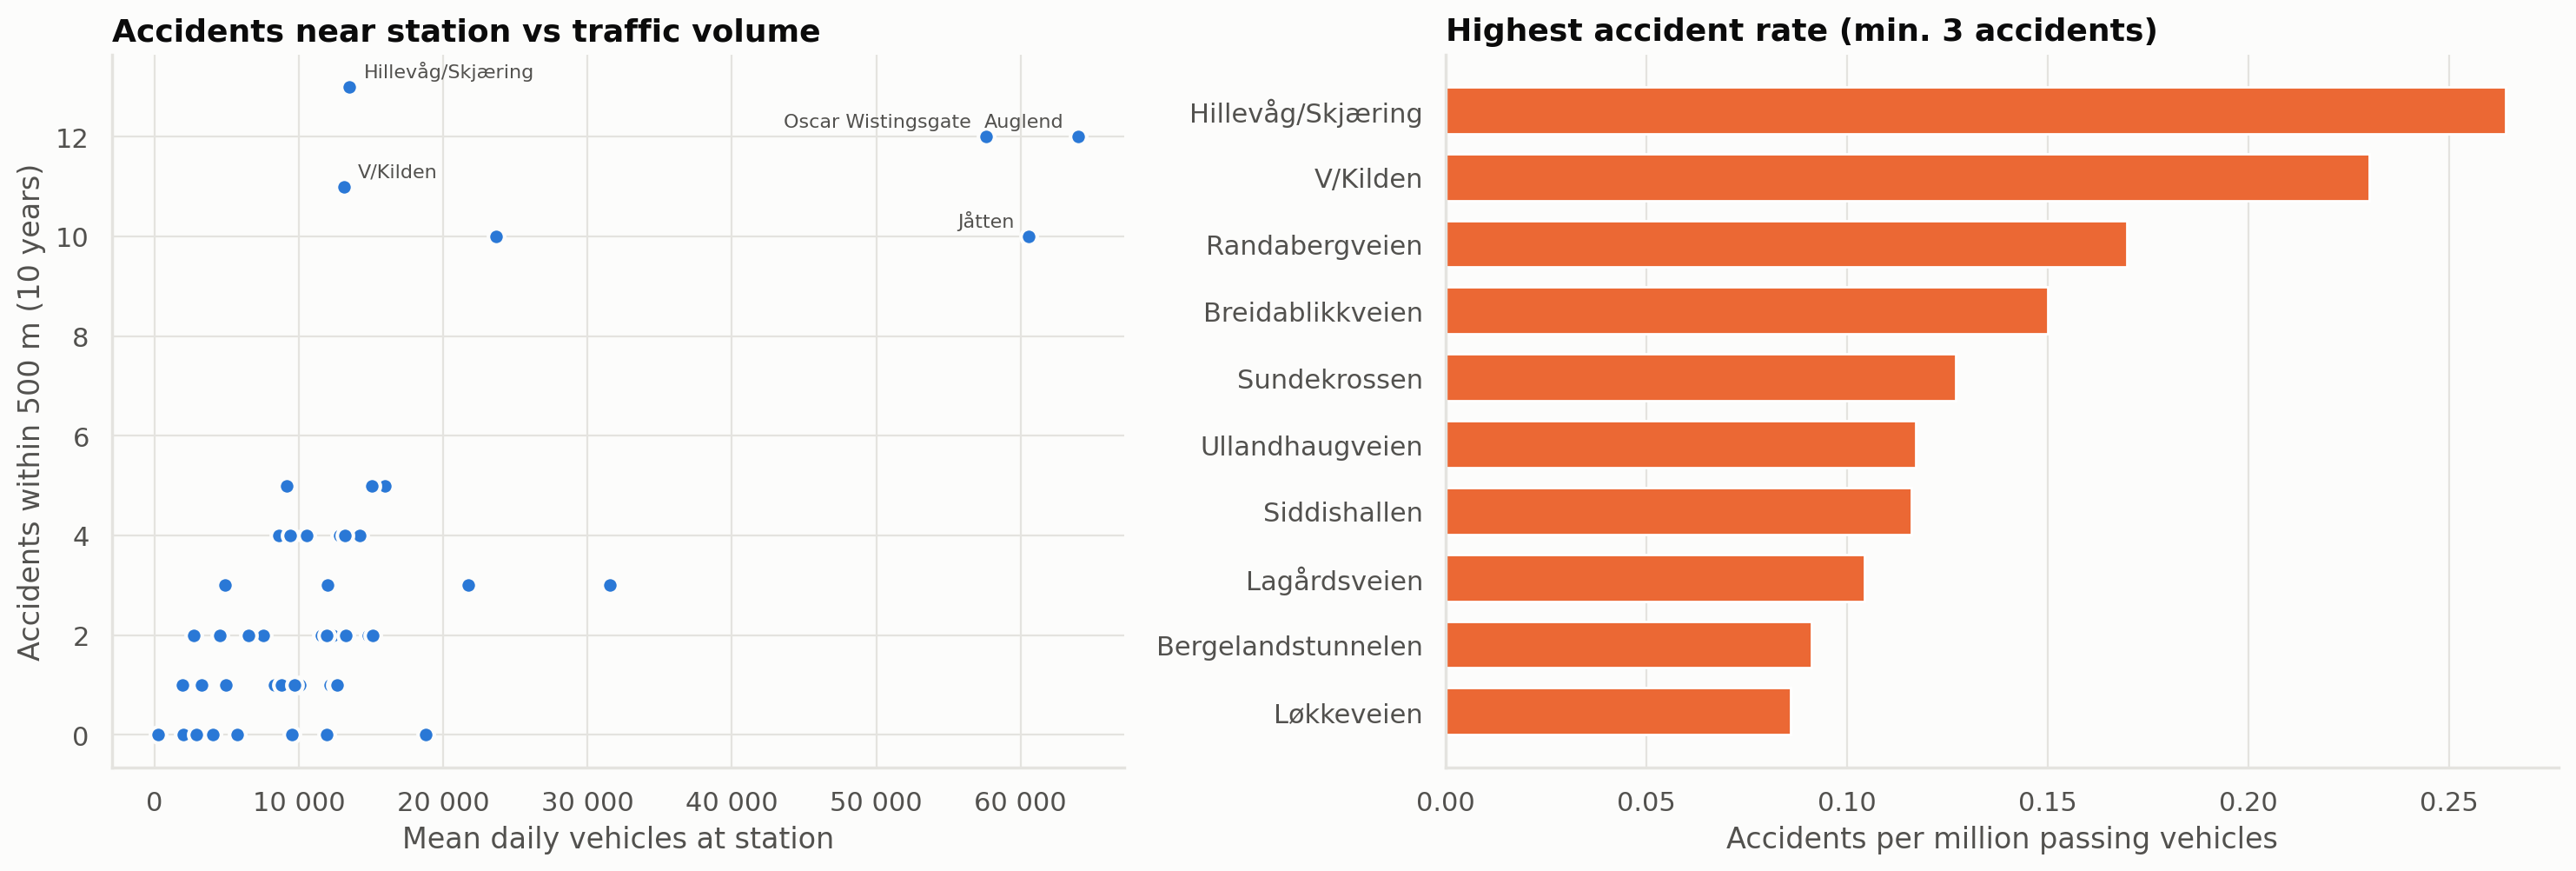 Accidents near station vs traffic volume
Accidents within 500 m (10 years)
12
10
8
6
4
2
0
Hillevåg/Skjæring
Oscar Wistingsgate
Auglend
V/Kilden
Jåtten
0
10 000
20 000
30 000
40 000
50 000
60 000
Mean daily vehicles at station
Highest accident rate (min. 3 accidents)
Hillevåg/Skjæring
V/Kilden
Randabergveien
Breidablikkveien
Sundekrossen
Ullandhaugveien
Siddishallen
Lagårdsveien
Bergelandstunnelen
Løkkeveien
0.00
0.05
0.10
0.15
0.20
0.25
Accidents per million passing vehicles